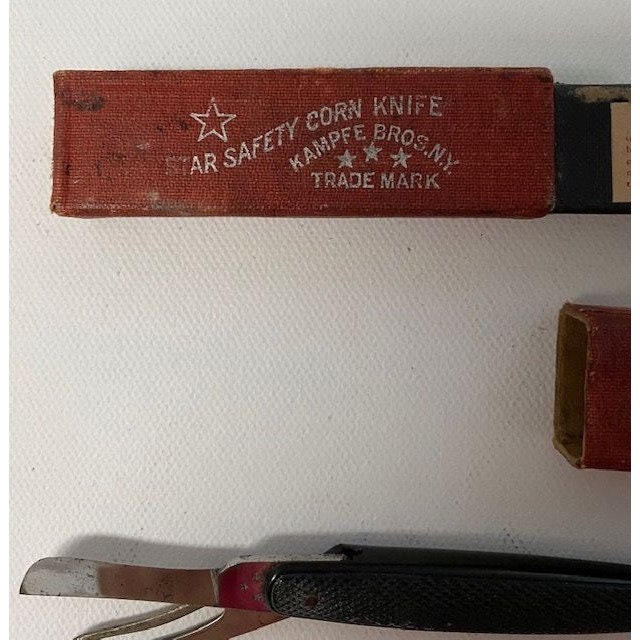 STAR SAFETY CORN KNIFE
KAMPFE BROS. N.Y.
TRADE MARK